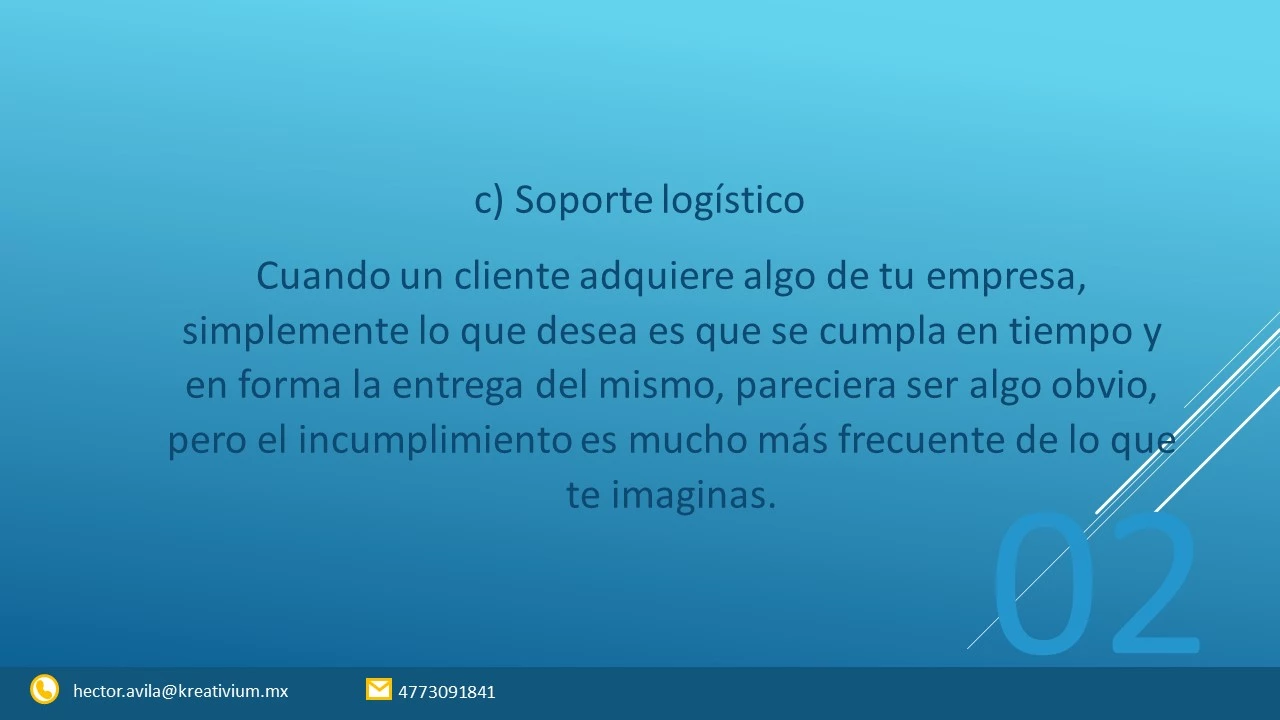 c) Soporte logístico
Cuando un cliente adquiere algo de tu empresa,
simplemente lo que desea es que se cumpla en tiempo y
en forma la entrega del mismo, pareciera ser algo obvio,
pero el incumplimiento es mucho más frecuente de lo que
te imaginas.
02
hector.avila@kreativium.mx
4773091841